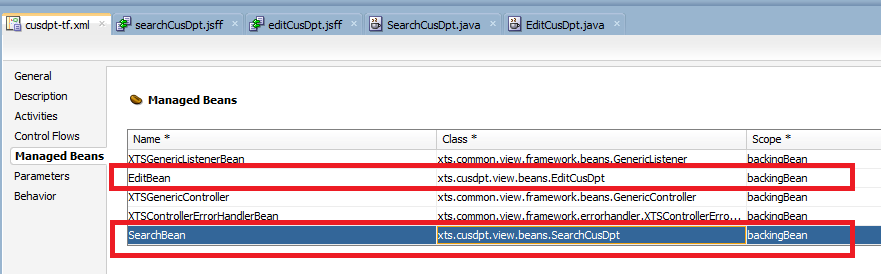 cusdpt-tf.xml searchCusDpt.jsff editCusDpt.jsff SearchCusDpt.java EditCusDpt.java
General
Description
Activities
Control Flows
Managed Beans
Parameters
Behavior
Managed Beans
Name * Class * Scope *
XTSGenericListenerBean xts.common.view.framework.beans.GenericListener backingBean
EditBean xts.cusdpt.view.beans.EditCusDpt backingBean
XTSGenericController xts.common.view.framework.beans.GenericController backingBean
XTSControllerErrorHandlerBean xts.common.view.framework.errorhandler.XTSControllerErro... backingBean
SearchBean xts.cusdpt.view.beans.SearchCusDpt backingBean